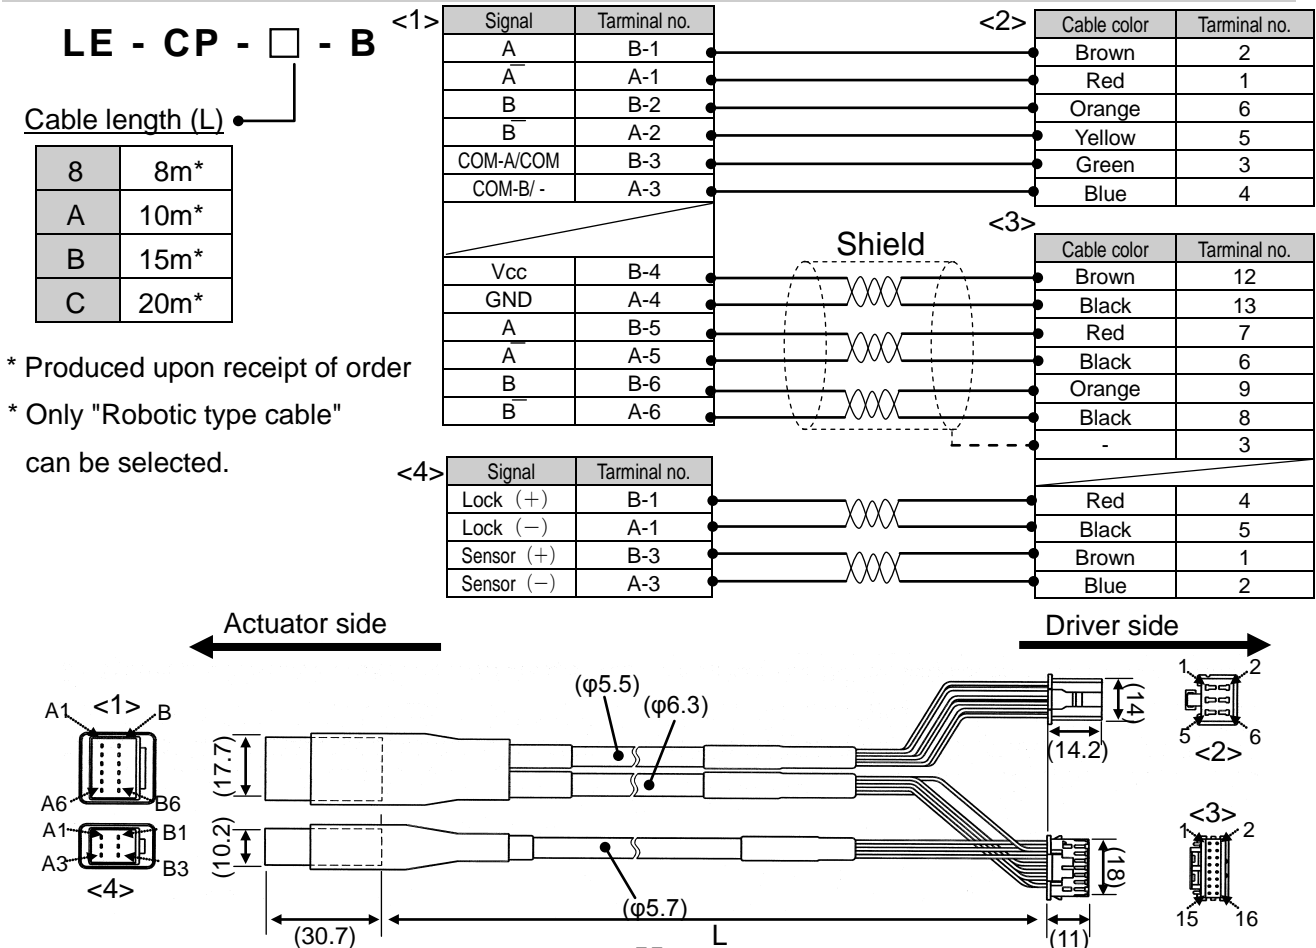 LE - CP - □ - B
Cable length (L)
8 8m*
A 10m*
B 15m*
C 20m*
* Produced upon receipt of order
* Only "Robotic type cable"
can be selected.
<1>
Signal Tarminal no.
A B-1
A̅ A-1
B B-2
B̅ A-2
COM-A/COM B-3
COM-B/ - A-3
Vcc B-4
GND A-4
A B-5
A̅ A-5
B B-6
B̅ A-6
<2>
Cable color Tarminal no.
Brown 2
Red 1
Orange 6
Yellow 5
Green 3
Blue 4
Shield
<3>
Cable color Tarminal no.
Brown 12
Black 13
Red 7
Black 6
Orange 9
Black 8
- 3
Red 4
Black 5
Brown 1
Blue 2
<4>
Signal Tarminal no.
Lock (+) B-1
Lock (−) A-1
Sensor (+) B-3
Sensor (−) A-3
Actuator side
Driver side
A1 <1> B
A6 B6
A1 B1
A3 B3
<4>
(17.7)
(10.2)
(30.7)
(φ5.5)
(φ6.3)
(φ5.7)
L
(14)
(14.2)
(18)
(11)
1 2
5 6
<2>
<3>
1 2
15 16